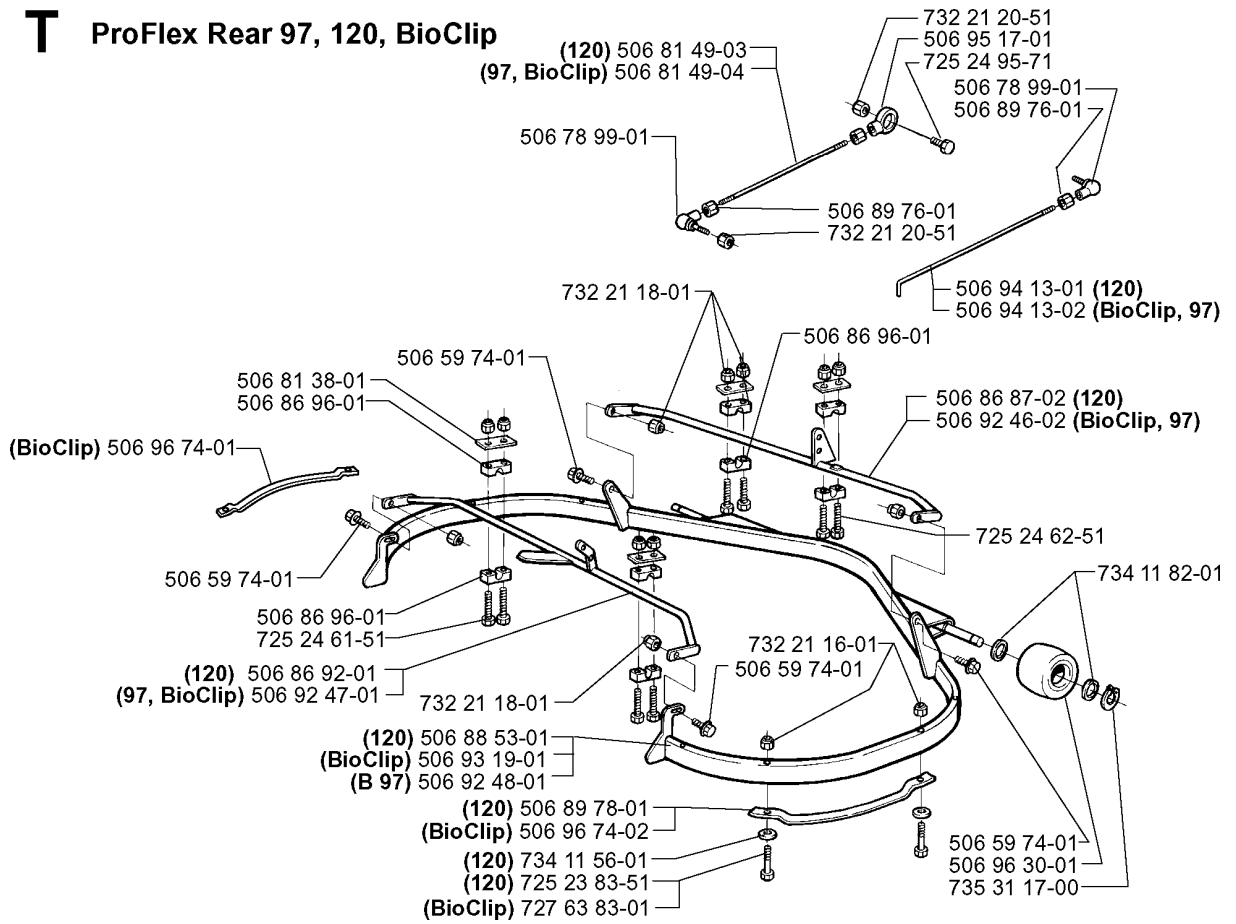 T ProFlex Rear 97, 120, BioClip
732 21 20-51
(120) 506 81 49-03
506 95 17-01
(97, BioClip) 506 81 49-04
725 24 95-71
506 78 99-01
506 89 76-01
506 78 99-01
506 89 76-01
732 21 20-51
506 94 13-01 (120)
506 94 13-02 (BioClip, 97)
732 21 18-01
506 86 96-01
506 59 74-01
506 81 38-01
506 86 96-01
506 86 87-02 (120)
506 92 46-02 (BioClip, 97)
(BioClip) 506 96 74-01
725 24 62-51
506 59 74-01
734 11 82-01
506 86 96-01
725 24 61-51
732 21 16-01
506 59 74-01
(120) 506 86 92-01
(97, BioClip) 506 92 47-01
732 21 18-01
(120) 506 88 53-01
(BioClip) 506 93 19-01
(B 97) 506 92 48-01
(120) 506 89 78-01
(BioClip) 506 96 74-02
506 59 74-01
506 96 30-01
735 31 17-00
(120) 734 11 56-01
(120) 725 23 83-51
(BioClip) 727 63 83-01